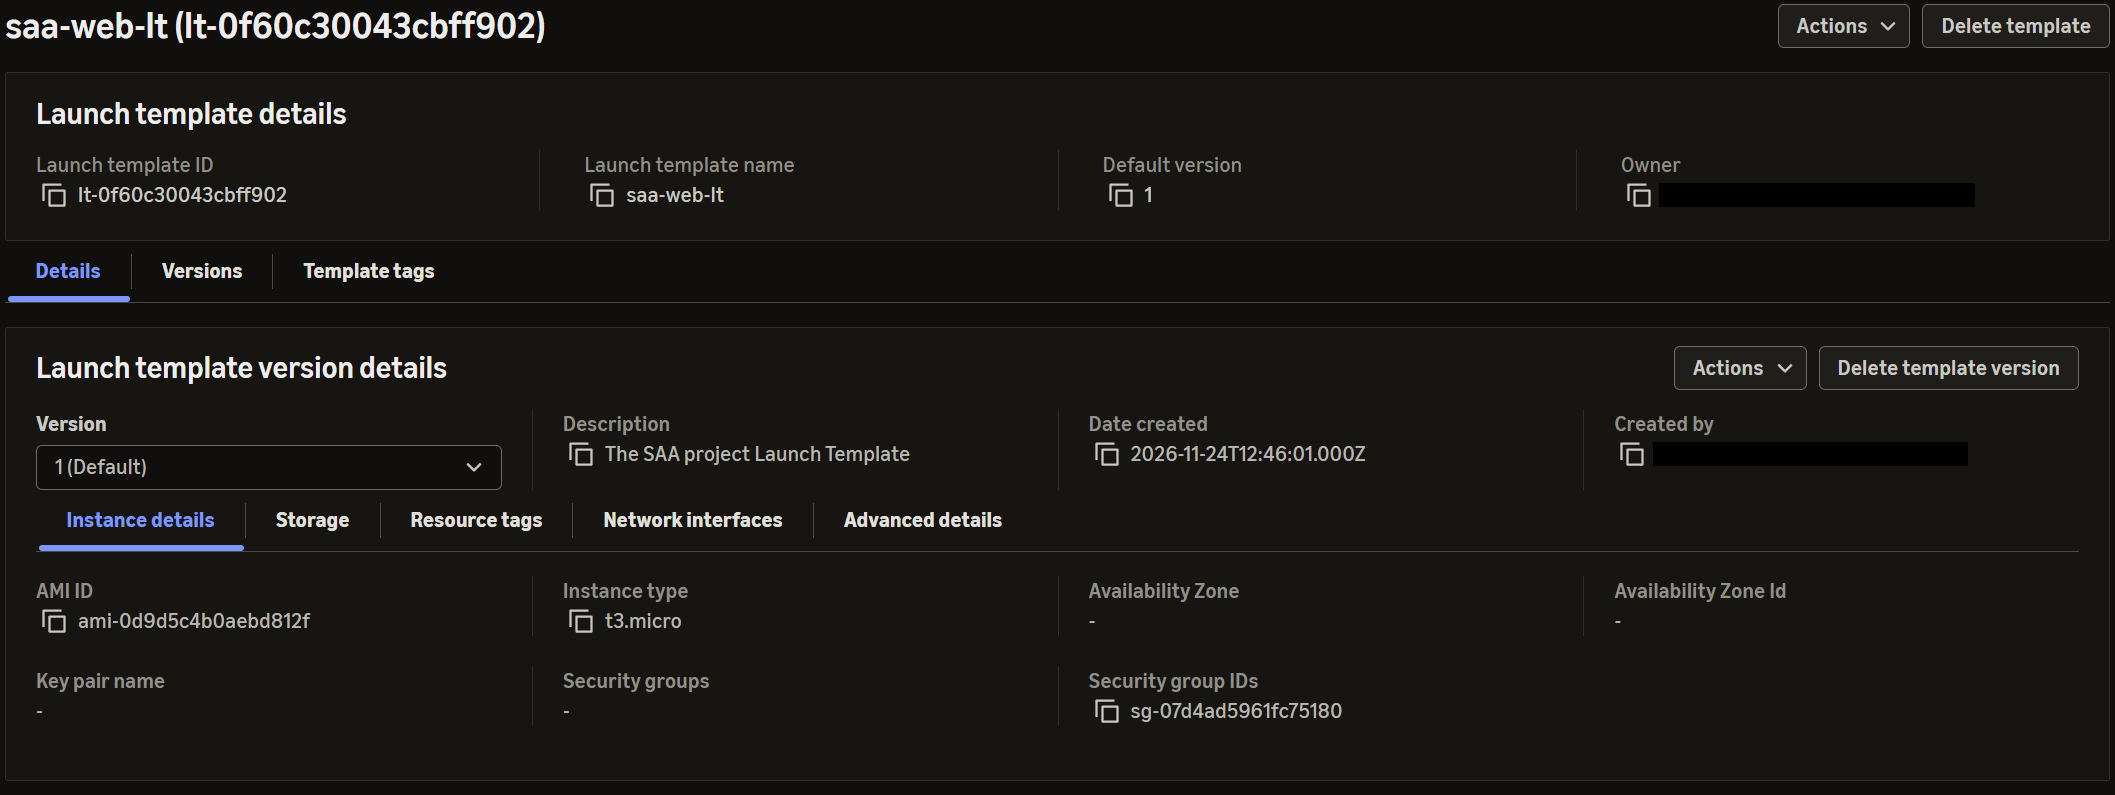 saa-web-lt (lt-0f60c30043cbff902)
Actions
Delete template
Launch template details
Launch template ID
lt-0f60c30043cbff902
Launch template name
saa-web-lt
Default version
1
Owner
Details
Versions
Template tags
Launch template version details
Actions
Delete template version
Version
1 (Default)
Description
The SAA project Launch Template
Date created
2026-11-24T12:46:01.000Z
Created by
Instance details
Storage
Resource tags
Network interfaces
Advanced details
AMI ID
ami-0d9d5c4b0aebd812f
Instance type
t3.micro
Availability Zone
-
Availability Zone Id
-
Key pair name
-
Security groups
-
Security group IDs
sg-07d4ad5961fc75180